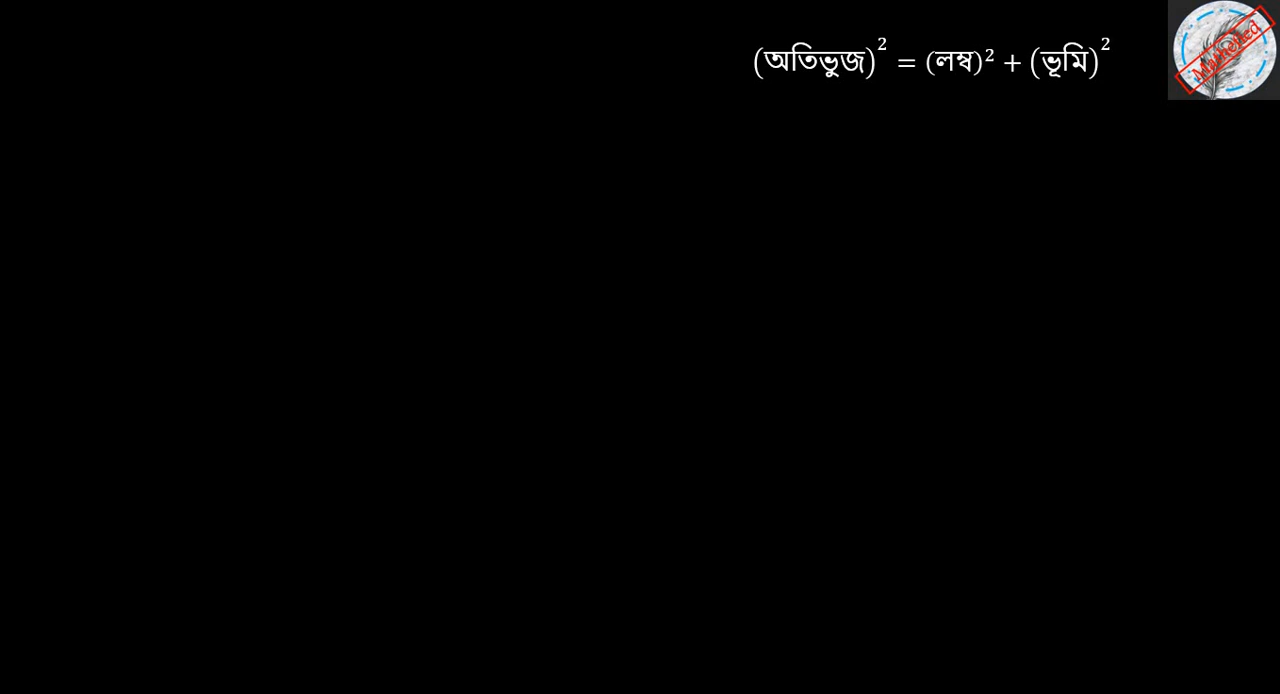 (অতিভুজ)² = (লম্ব)² + (ভূমি)²